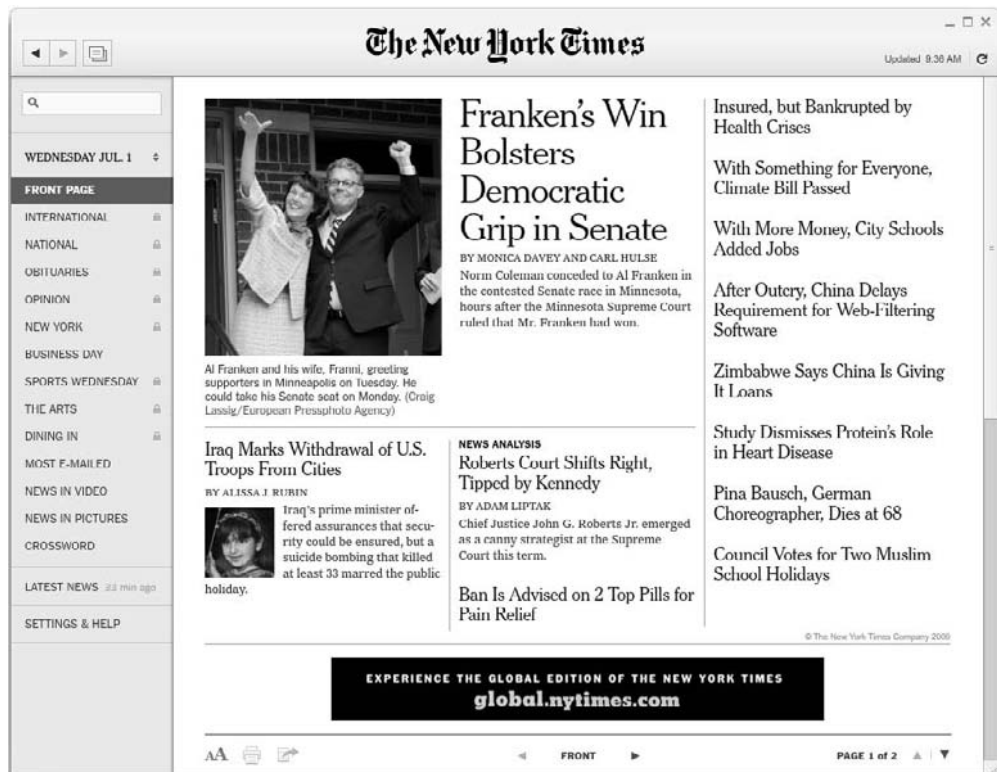 The New York Times
Updated 9.36 AM
WEDNESDAY JUL. 1
FRONT PAGE
INTERNATIONAL
NATIONAL
OBITUARIES
OPINION
NEW YORK
BUSINESS DAY
SPORTS WEDNESDAY
THE ARTS
DINING IN
MOST E-MAILED
NEWS IN VIDEO
NEWS IN PICTURES
CROSSWORD
LATEST NEWS 33 min ago
SETTINGS & HELP
Al Franken and his wife, Franni, greeting
supporters in Minneapolis on Tuesday. He
could take his Senate seat on Monday. (Craig
Lassig/European Pressphoto Agency)
Franken's Win
Bolsters
Democratic
Grip in Senate
BY MONICA DAVEY AND CARL HULSE
Norm Coleman conceded to Al Franken in
the contested Senate race in Minnesota,
hours after the Minnesota Supreme Court
ruled that Mr. Franken had won.
Iraq Marks Withdrawal of U.S.
Troops From Cities
BY ALISSA J. RUBIN
Iraq's prime minister of-
fered assurances that secu-
rity could be ensured, but a
suicide bombing that killed
at least 33 marred the public
holiday.
NEWS ANALYSIS
Roberts Court Shifts Right,
Tipped by Kennedy
BY ADAM LIPTAK
Chief Justice John G. Roberts Jr. emerged
as a canny strategist at the Supreme
Court this term.
Ban Is Advised on 2 Top Pills for
Pain Relief
Insured, but Bankrupted by
Health Crises
With Something for Everyone,
Climate Bill Passed
With More Money, City Schools
Added Jobs
After Outcry, China Delays
Requirement for Web-Filtering
Software
Zimbabwe Says China Is Giving
It Loans
Study Dismisses Protein's Role
in Heart Disease
Pina Bausch, German
Choreographer, Dies at 68
Council Votes for Two Muslim
School Holidays
© The New York Times Company 2009
EXPERIENCE THE GLOBAL EDITION OF THE NEW YORK TIMES
global.nytimes.com
AA
FRONT
PAGE 1 of 2